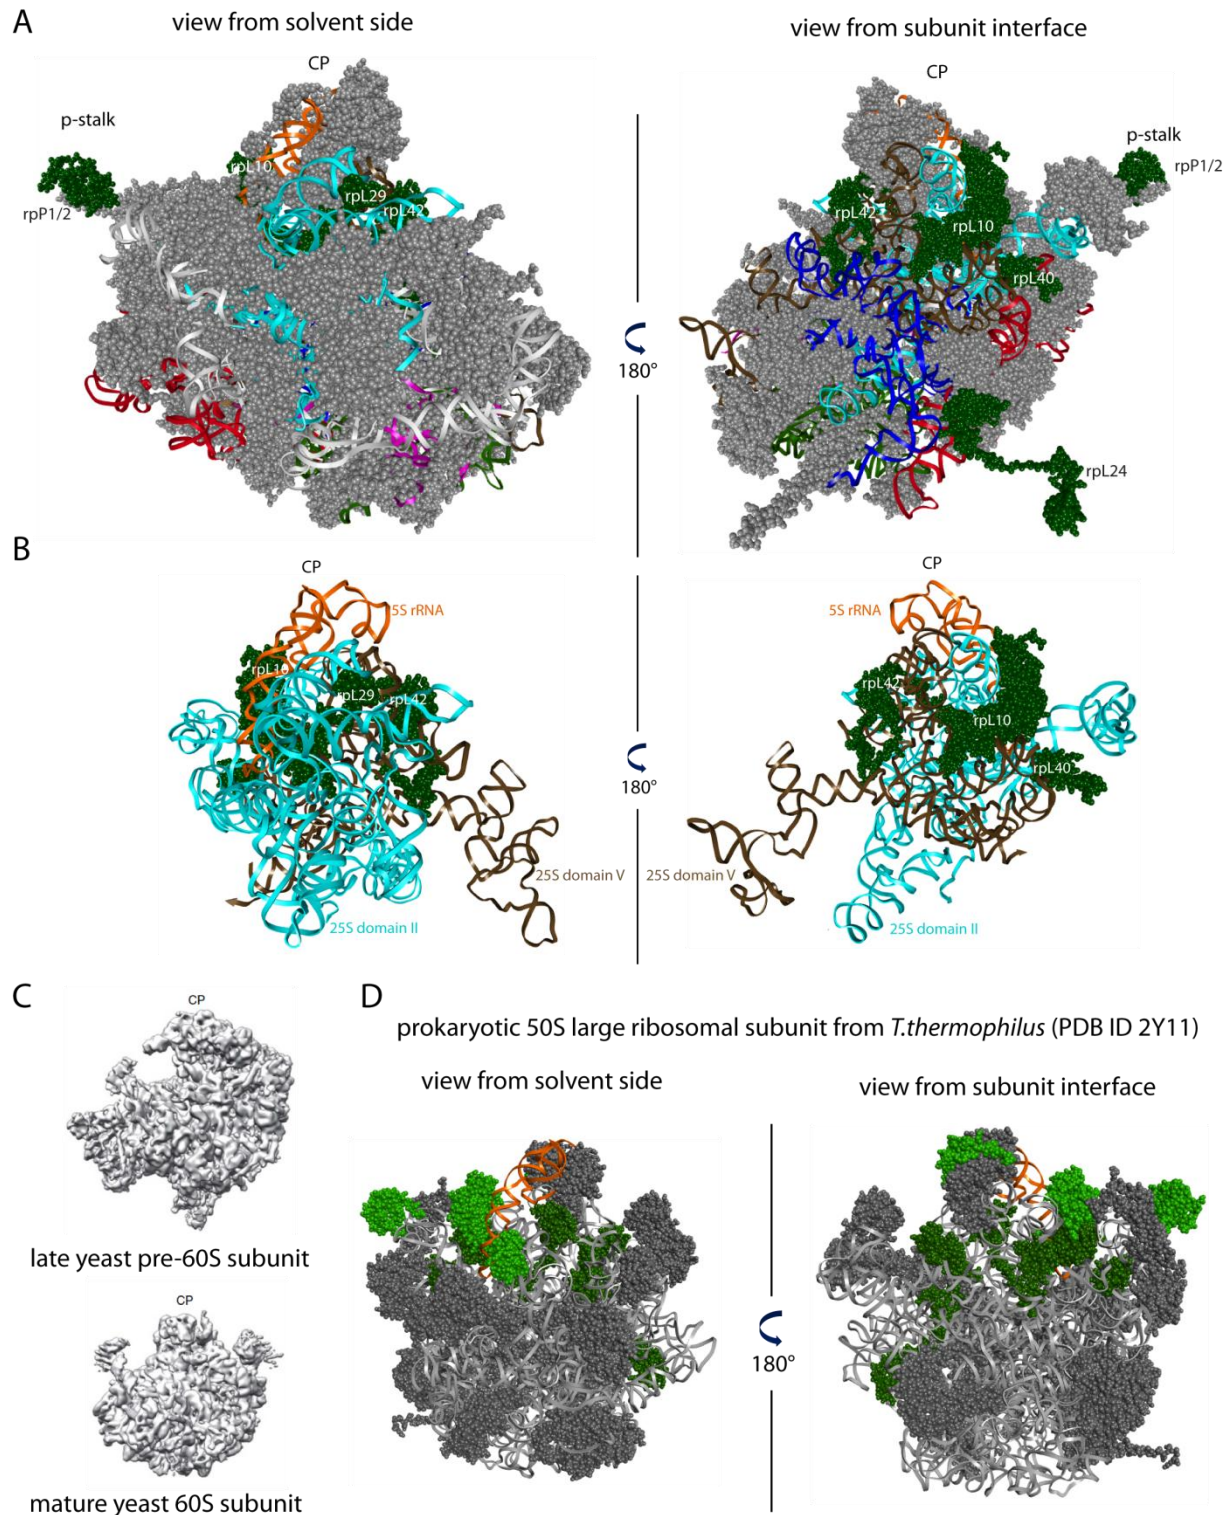 A
view from solvent side
view from subunit interface
CP
CP
p-stalk
p-stalk
rpL10
rpP1/2
rpL29
rpP1/2
rpL42
rpL42
rpL10
rpL40
180°
rpL24
B
CP
CP
5S rRNA
5S rRNA
rpL10
rpL29
rpL42
rpL42
rpL10
rpL40
180°
25S domain V
25S domain V
25S domain II
25S domain II
C
D
CP
prokaryotic 50S large ribosomal subunit from T.thermophilus (PDB ID 2Y11)
view from solvent side
view from subunit interface
late yeast pre-60S subunit
CP
180°
mature yeast 60S subunit